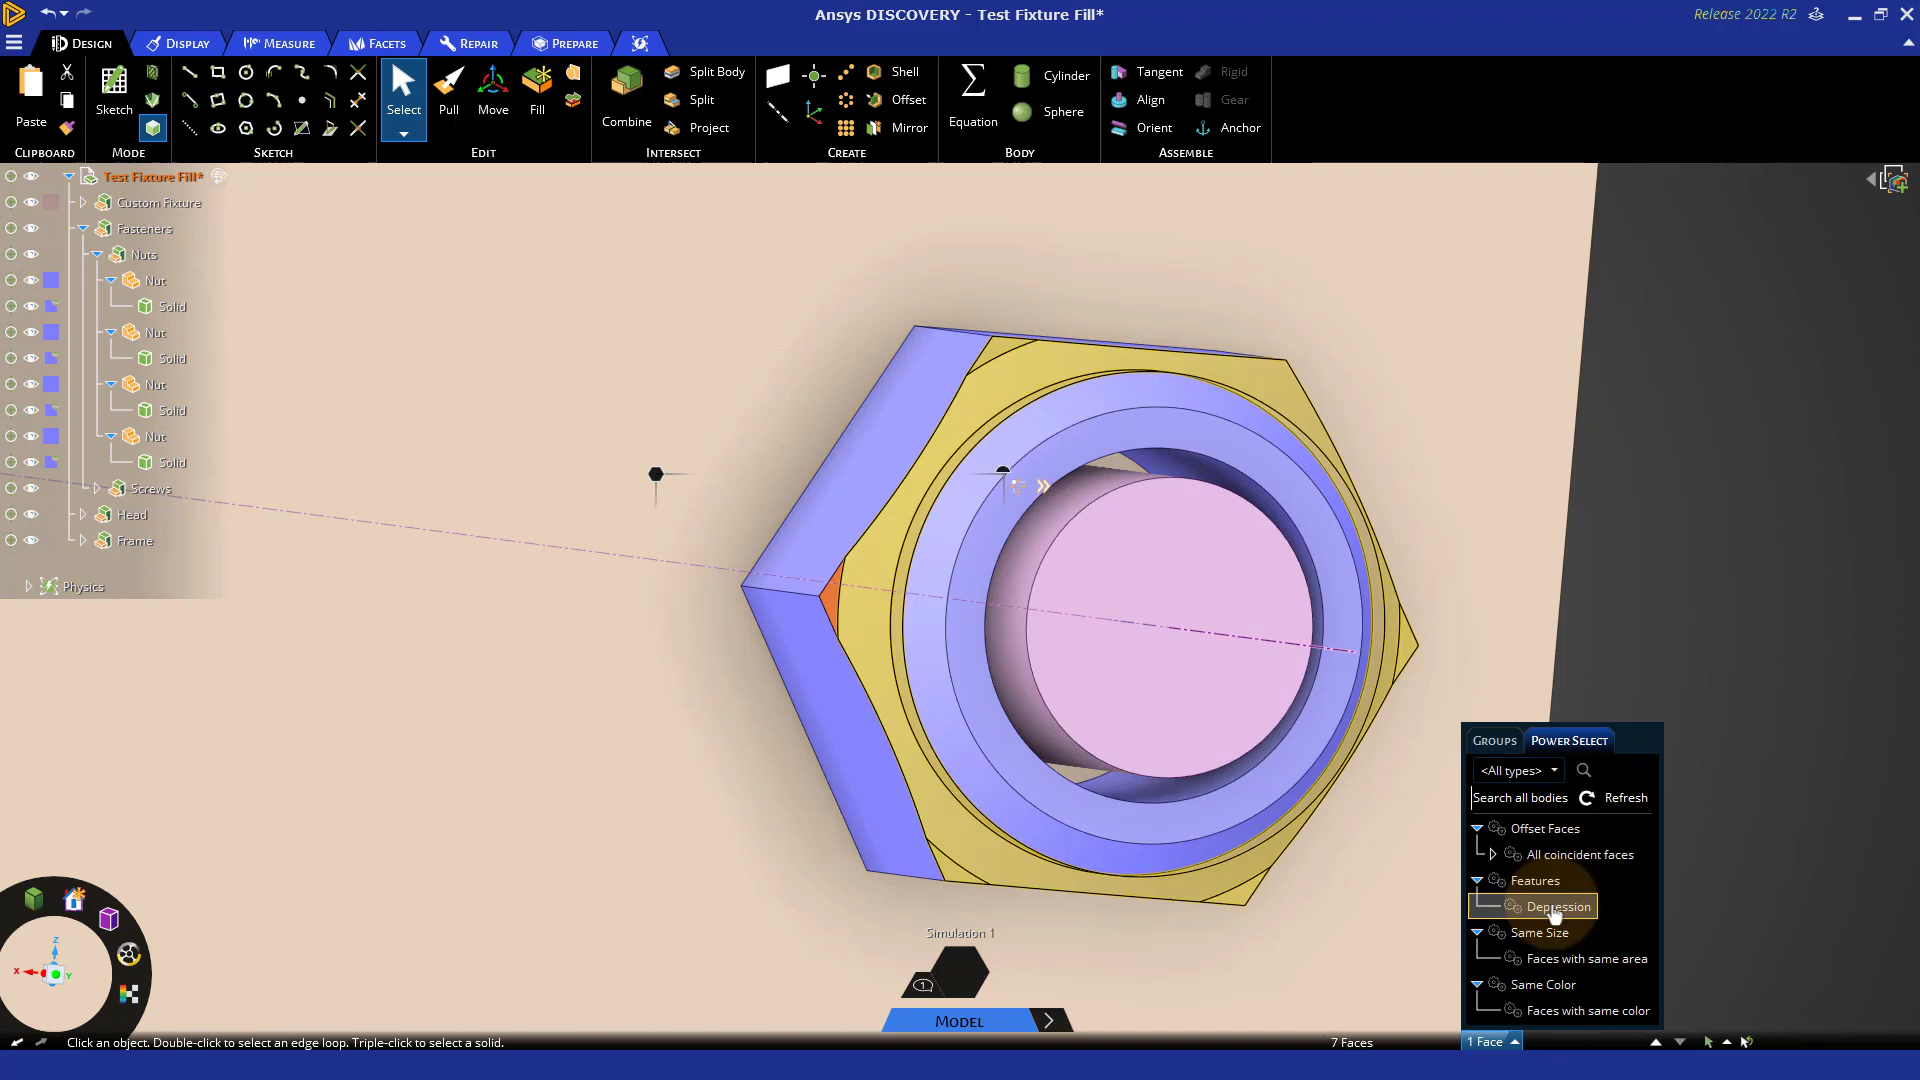 Ansys DISCOVERY - Test Fixture Fill*
Release 2022 R2
DESIGN
DISPLAY
MEASURE
FACETS
REPAIR
PREPARE
Paste
CLIPBOARD
Sketch
MODE
SKETCH
Select
Pull
Move
Fill
EDIT
Combine
Split Body
Split
Project
INTERSECT
Shell
Offset
Mirror
CREATE
Equation
Cylinder
Sphere
BODY
Tangent
Align
Orient
Rigid
Gear
Anchor
ASSEMBLE
Test Fixture Fill*
Custom Fixture
Fasteners
Nuts
Nut
Solid
Nut
Solid
Nut
Solid
Nut
Solid
Screws
Head
Frame
Physics
Z
X
Y
Simulation 1
1
MODEL
GROUPS
POWER SELECT
<All types>
Search all bodies
Refresh
Offset Faces
All coincident faces
Features
Depression
Same Size
Faces with same area
Same Color
Faces with same color
Click an object. Double-click to select an edge loop. Triple-click to select a solid.
7 Faces
1 Face